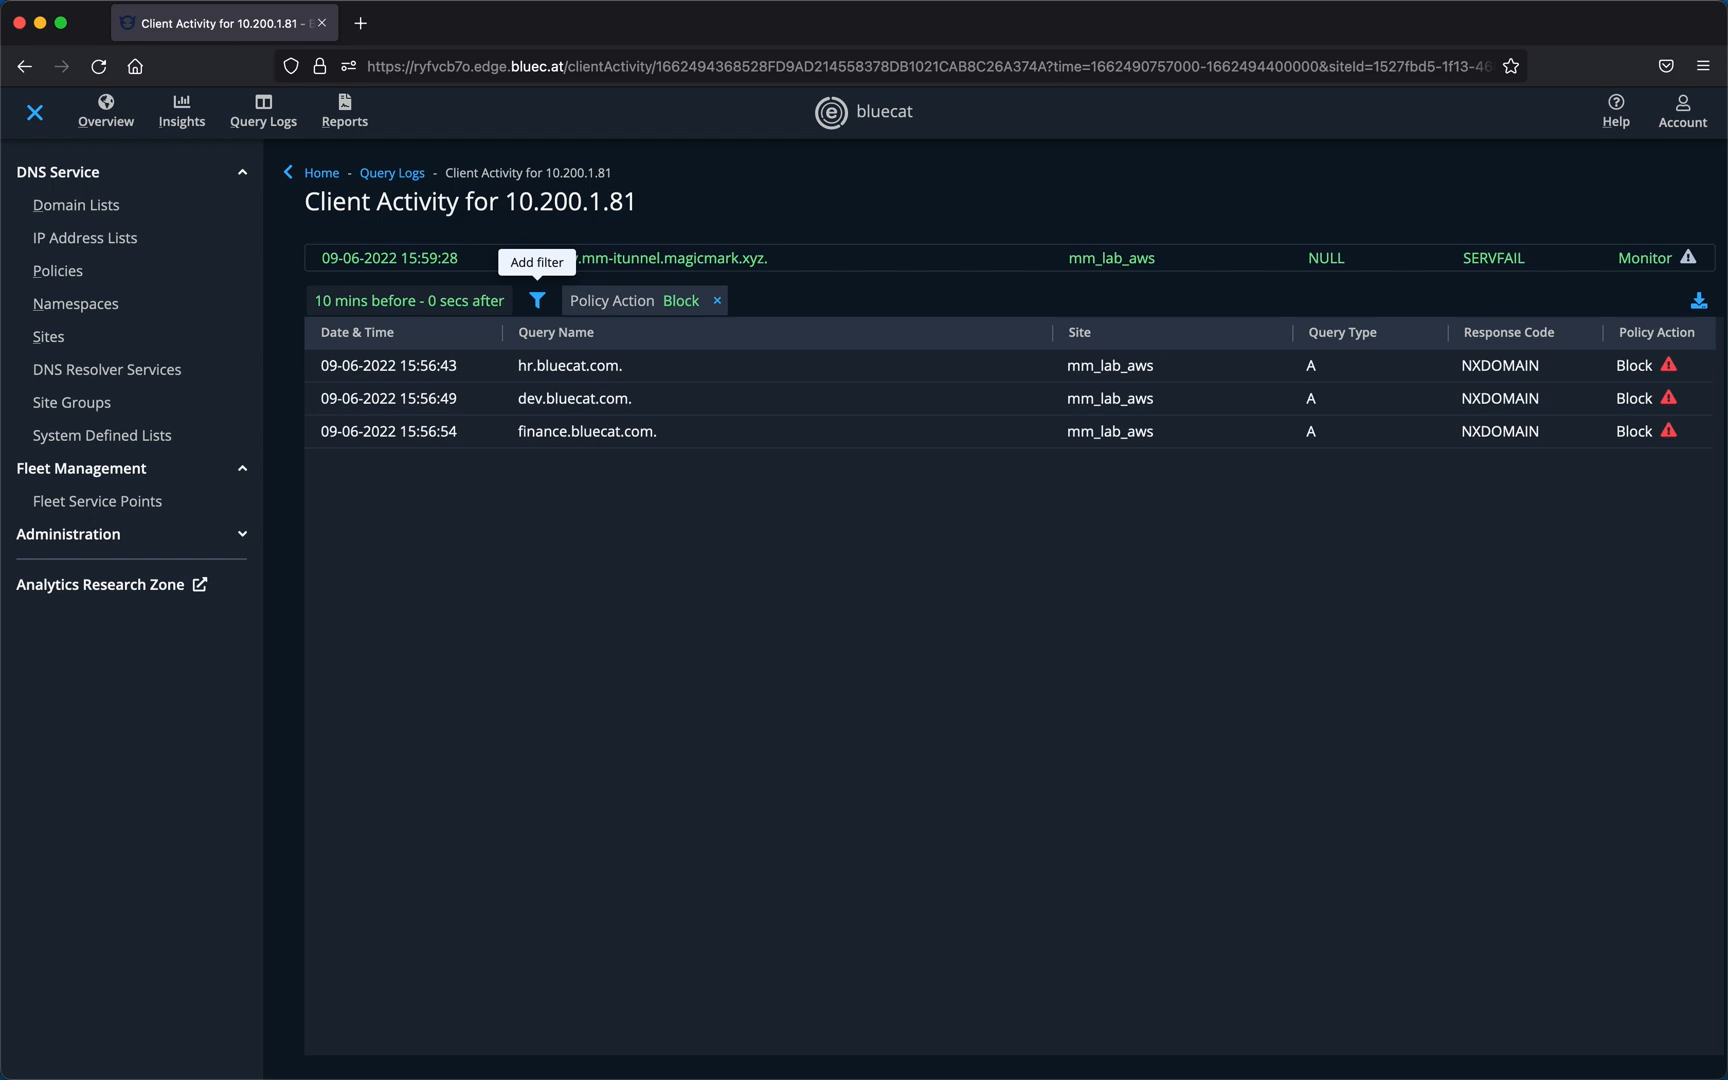 Client Activity for 10.200.1.81 -
https://ryfvcb7o.edge.bluec.at/clientActivity/1662494368528FD9AD214558378DB1021CAB8C26A374A?time=1662490757000-1662494400000&siteId=1527fbd5-1f13-46
Overview
Insights
Query Logs
Reports
bluecat
Help
Account
DNS Service
Domain Lists
IP Address Lists
Policies
Namespaces
Sites
DNS Resolver Services
Site Groups
System Defined Lists
Fleet Management
Fleet Service Points
Administration
Analytics Research Zone
Home - Query Logs - Client Activity for 10.200.1.81
Client Activity for 10.200.1.81
09-06-2022 15:59:28 .mm-itunnel.magicmark.xyz. mm_lab_aws NULL SERVFAIL Monitor
Add filter
10 mins before - 0 secs after Policy Action Block ×
Date & Time Query Name Site Query Type Response Code Policy Action
09-06-2022 15:56:43 hr.bluecat.com. mm_lab_aws A NXDOMAIN Block
09-06-2022 15:56:49 dev.bluecat.com. mm_lab_aws A NXDOMAIN Block
09-06-2022 15:56:54 finance.bluecat.com. mm_lab_aws A NXDOMAIN Block